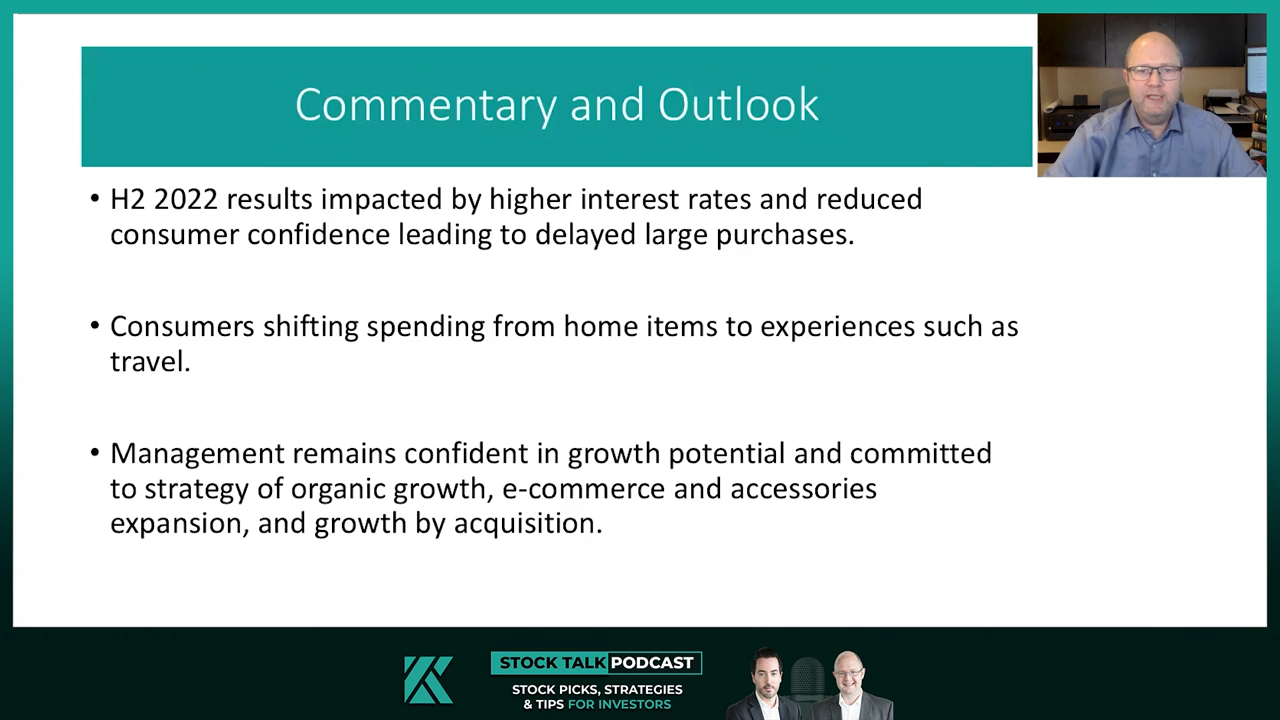 Commentary and Outlook
• H2 2022 results impacted by higher interest rates and reduced
consumer confidence leading to delayed large purchases.
• Consumers shifting spending from home items to experiences such as
travel.
• Management remains confident in growth potential and committed
to strategy of organic growth, e-commerce and accessories
expansion, and growth by acquisition.
STOCK TALK PODCAST
STOCK PICKS, STRATEGIES
& TIPS FOR INVESTORS